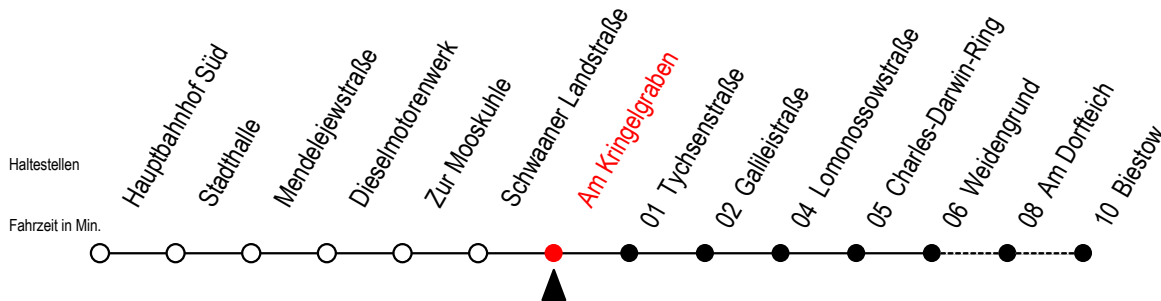 Haltestellen
Fahrzeit in Min.
Hauptbahnhof Süd
Stadthalle
Mendelejewstraße
Dieselmotorenwerk
Zur Mooskuhle
Schwaaner Landstraße
Am Kringelgraben
01 Tychsenstraße
02 Galileistraße
04 Lomonossowstraße
05 Charles-Darwin-Ring
06 Weidengrund
08 Am Dorfteich
10 Biestow